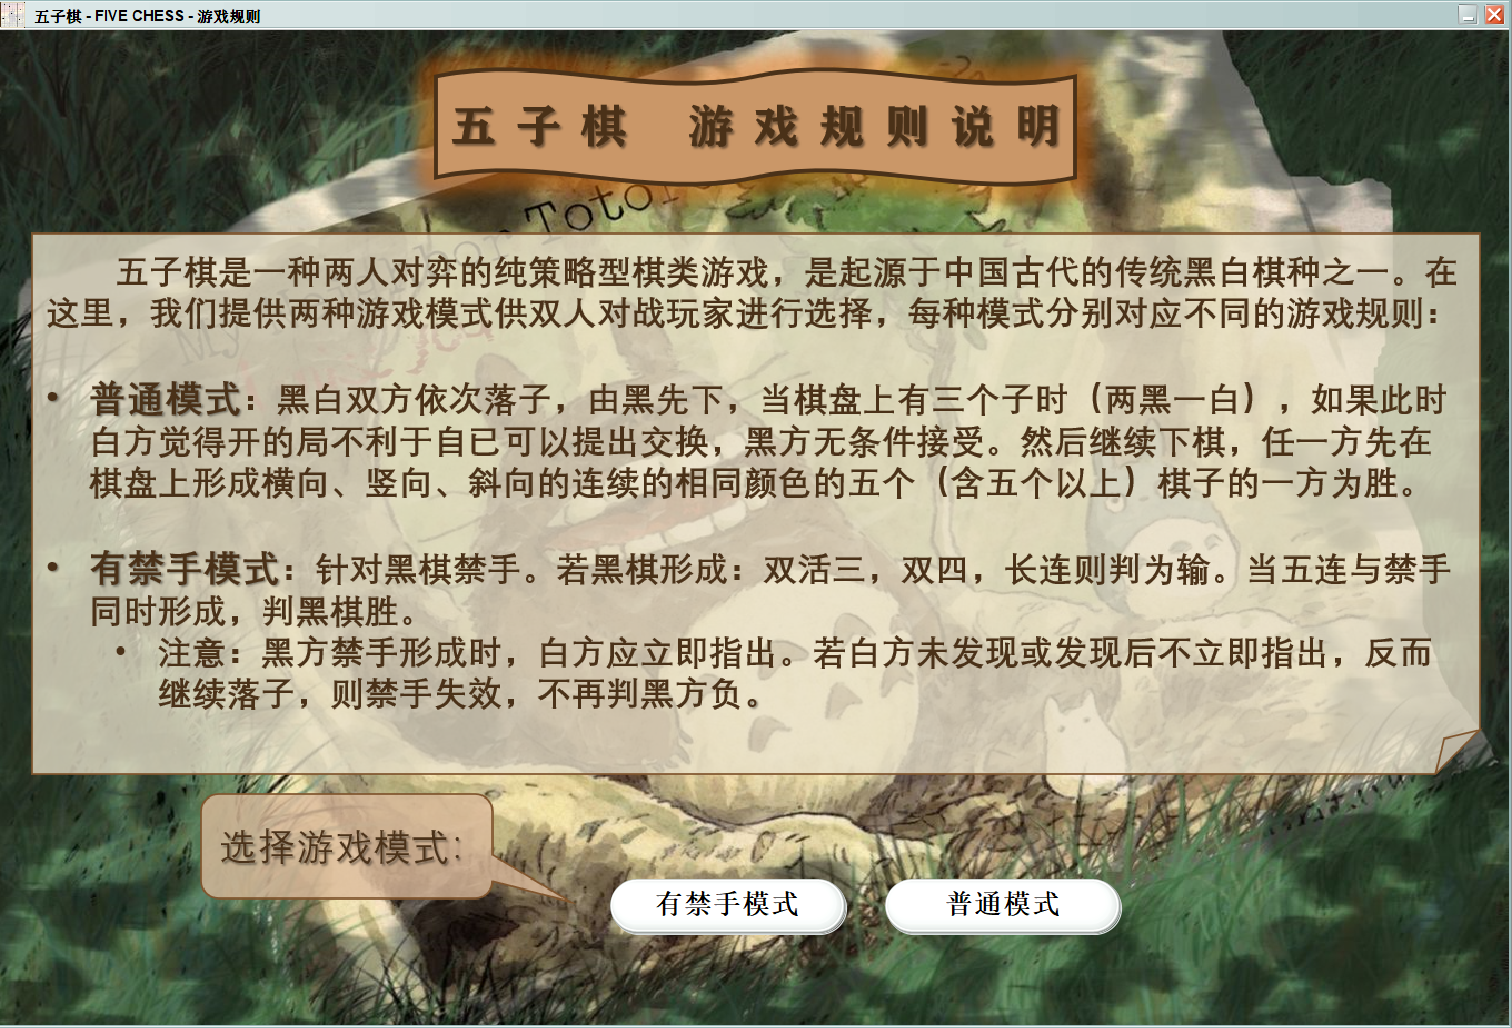 五子棋 - FIVE CHESS - 游戏规则
五子棋 游戏规则说明
My Neighbor Totoro
五子棋是一种两人对弈的纯策略型棋类游戏，是起源于中国古代的传统黑白棋种之一。在
这里，我们提供两种游戏模式供双人对战玩家进行选择，每种模式分别对应不同的游戏规则：
• 普通模式：黑白双方依次落子，由黑先下，当棋盘上有三个子时（两黑一白），如果此时
白方觉得开的局不利于自已可以提出交换，黑方无条件接受。然后继续下棋，任一方先在
棋盘上形成横向、竖向、斜向的连续的相同颜色的五个（含五个以上）棋子的一方为胜。
• 有禁手模式：针对黑棋禁手。若黑棋形成：双活三，双四，长连则判为输。当五连与禁手
同时形成，判黑棋胜。
• 注意：黑方禁手形成时，白方应立即指出。若白方未发现或发现后不立即指出，反而
继续落子，则禁手失效，不再判黑方负。
选择游戏模式：
有禁手模式
普通模式